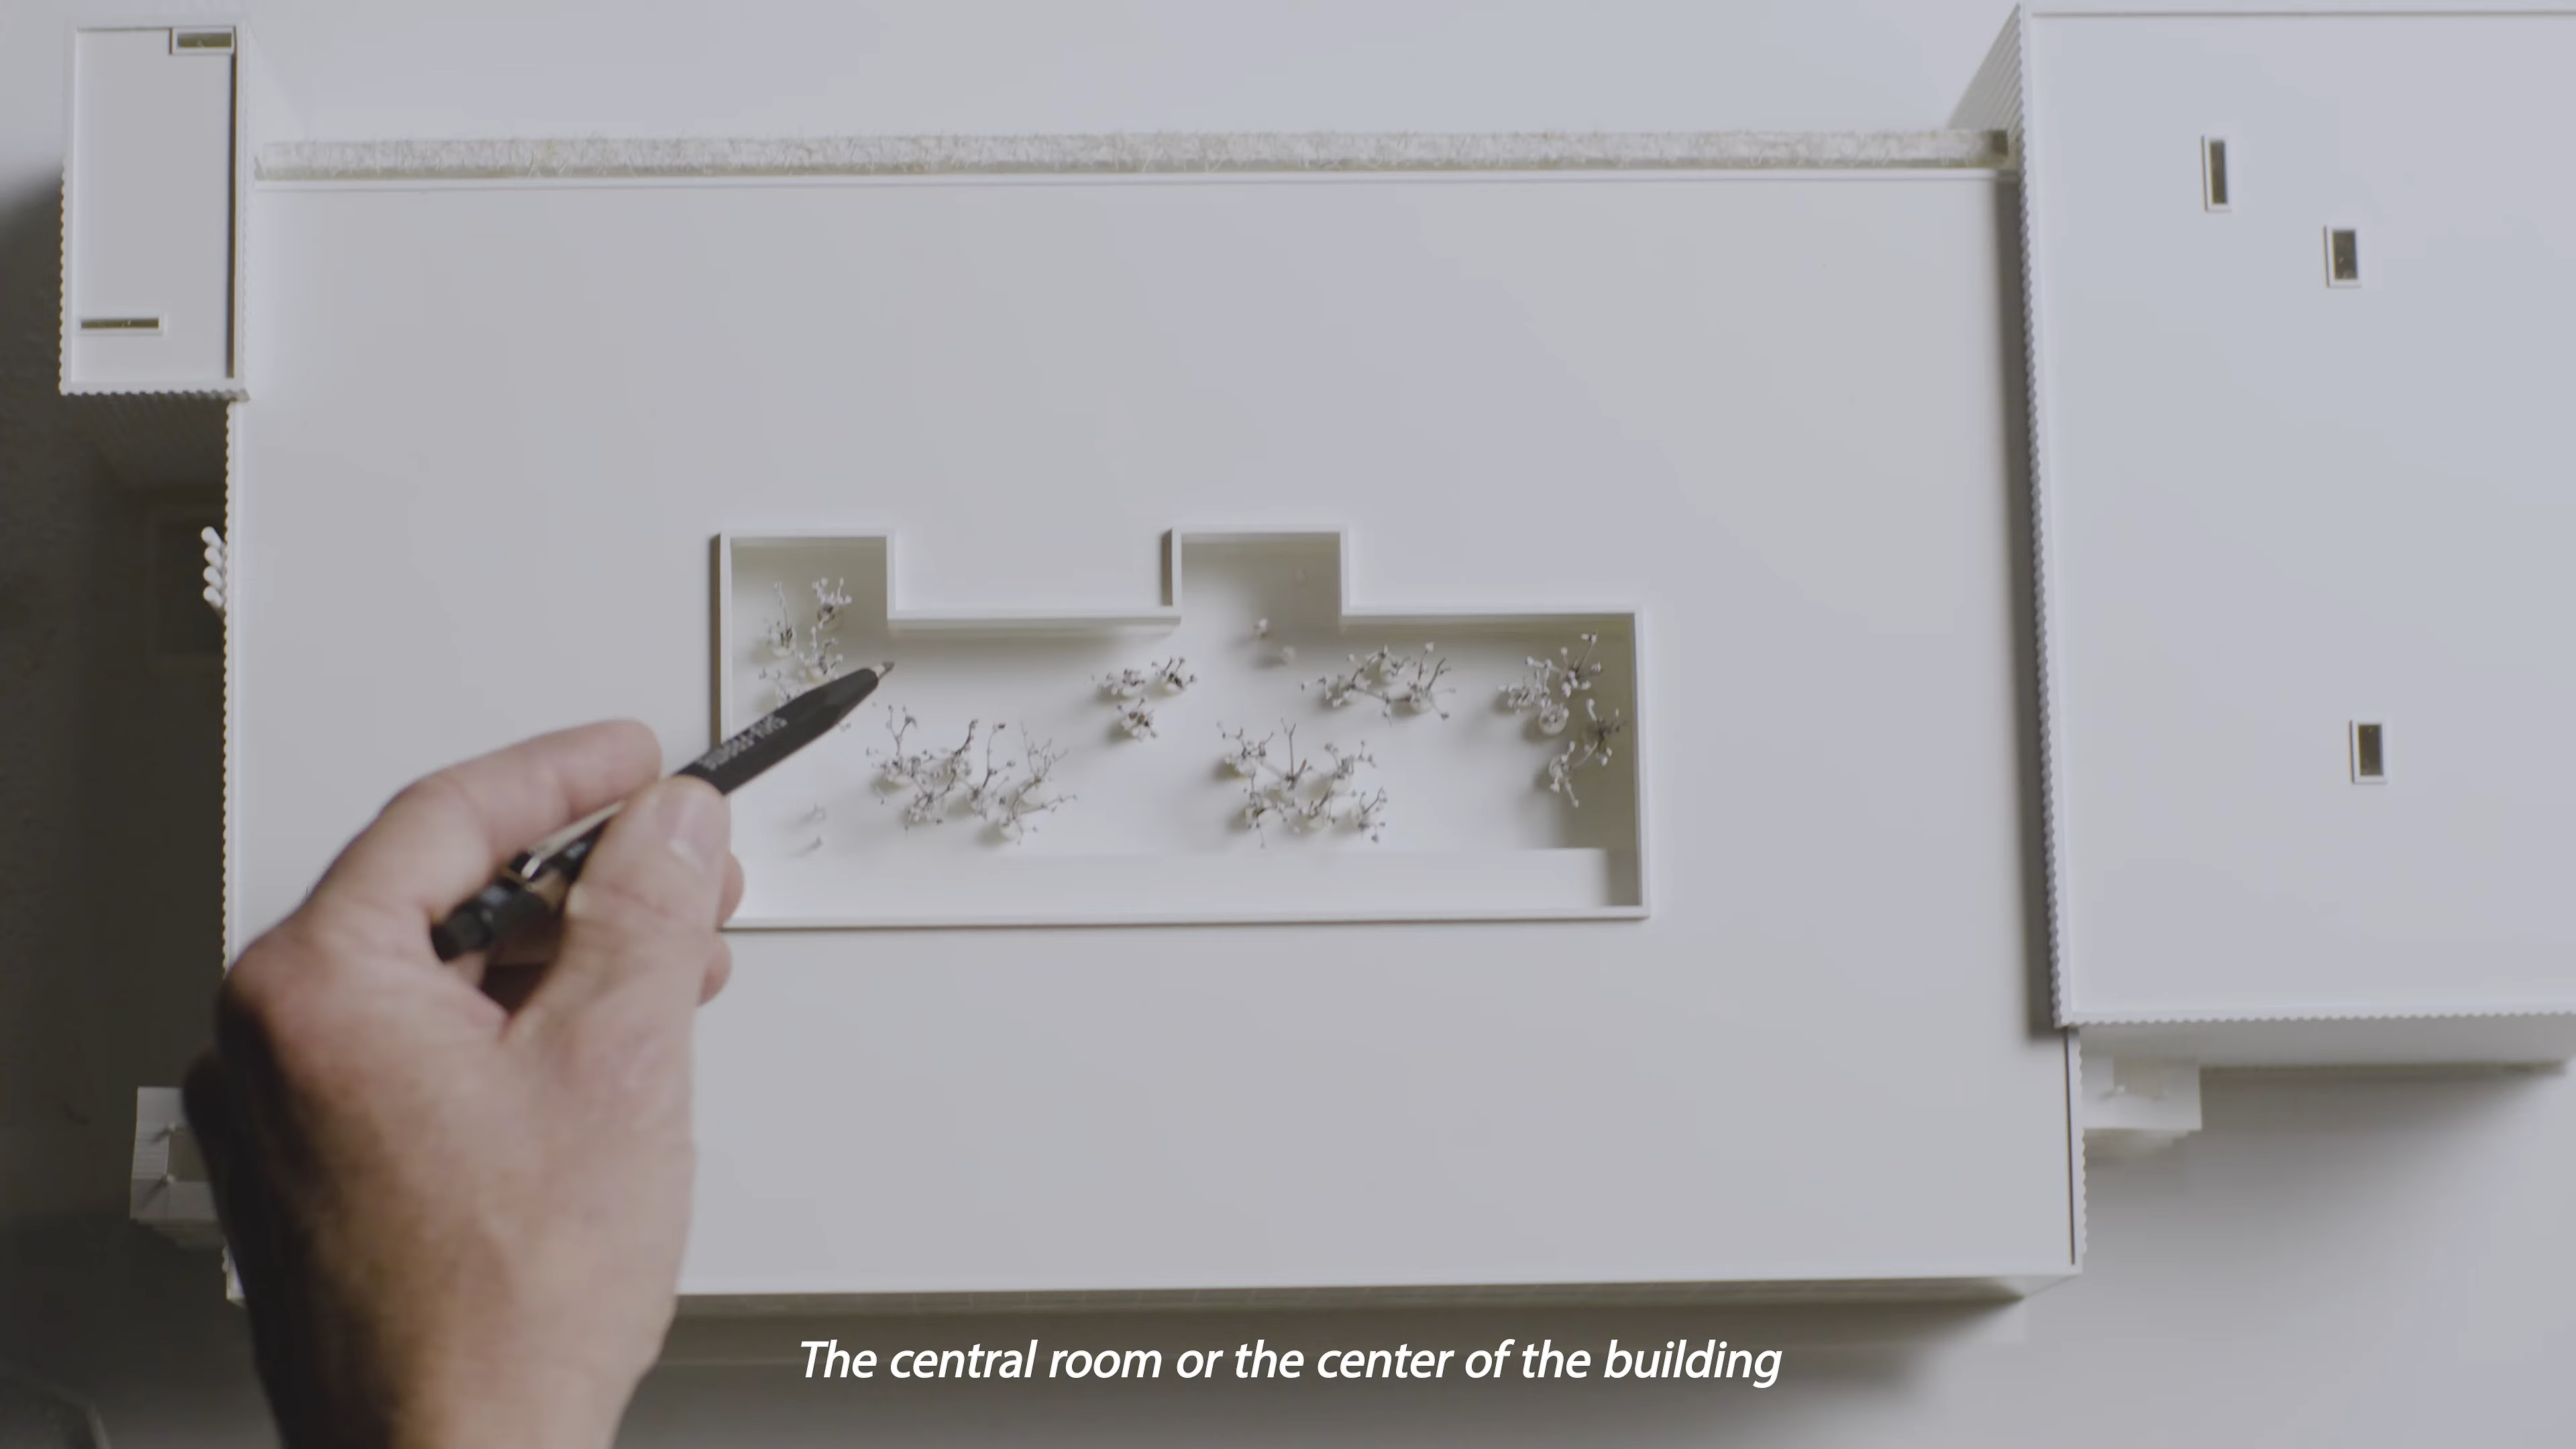 The central room or the center of the building